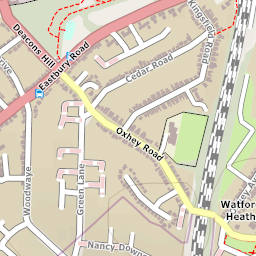 Deacons Hill
Eastbury Road
Kingsfield Road
Cedar Road
Oxhey Road
Green Lane
Woodwaye
Nancy Downs
Watford
Heath